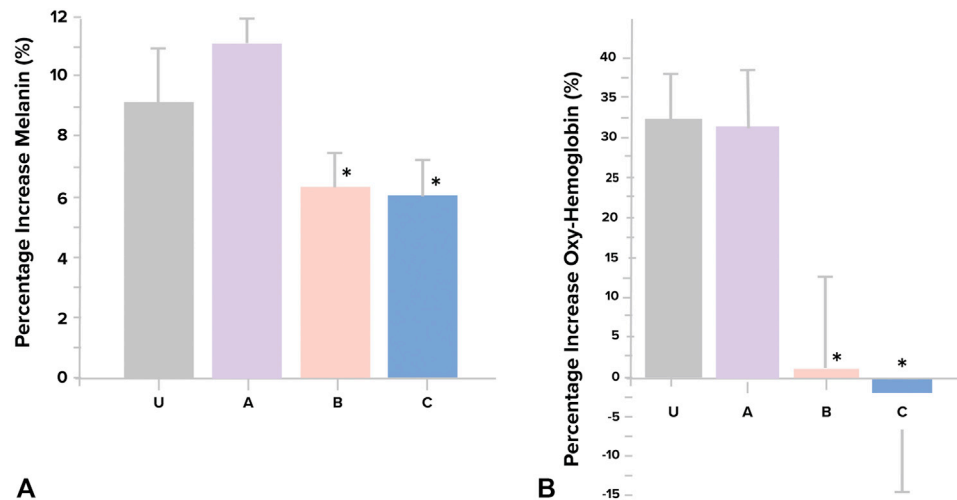 Percentage Increase Melanin (%)
12
10
8
6
4
2
0
*
*
U
A
B
C
A
Percentage Increase Oxy-Hemoglobin (%)
40
35
30
25
20
15
10
5
0
-5
-10
-15
*
*
U
A
B
C
B